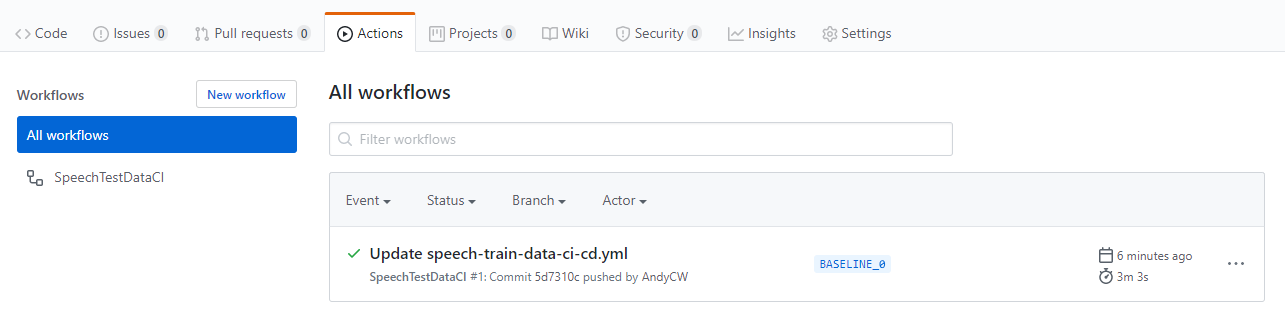 Code Issues 0 Pull requests 0 Actions Projects 0 Wiki Security 0 Insights Settings
Workflows New workflow
All workflows
SpeechTestDataCI
All workflows
Filter workflows
Event Status Branch Actor
Update speech-train-data-ci-cd.yml
SpeechTestDataCI #1: Commit 5d7310c pushed by AndyCW
BASELINE_0
6 minutes ago
3m 3s